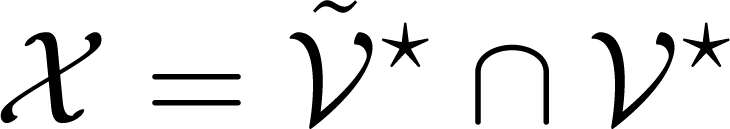 𝒳 = 𝒱̃⋆ ∩ 𝒱⋆